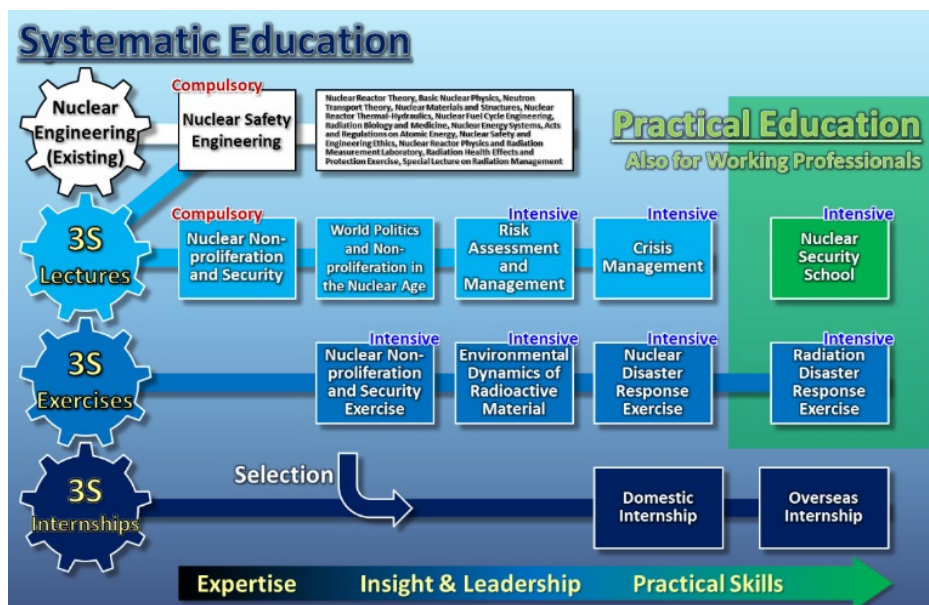 Systematic Education
Nuclear
Engineering
(Existing)
Compulsory
Nuclear Safety
Engineering
Nuclear Reactor Theory, Basic Nuclear Physics, Neutron
Transport Theory, Nuclear Materials and Structures, Nuclear
Reactor Thermal-Hydraulics, Nuclear Fuel Cycle Engineering,
Radiation Biology and Medicine, Nuclear Energy Systems, Acts
and Regulations on Atomic Energy, Nuclear Safety and
Engineering Ethics, Nuclear Reactor Physics and Radiation
Measurement Laboratory, Radiation Health Effects and
Protection Exercise, Special Lecture on Radiation Management
Practical Education
Also for Working Professionals
3S
Lectures
Compulsory
Nuclear Non-
proliferation
and Security
World Politics
and Non-
proliferation in
the Nuclear Age
Intensive
Risk
Assessment
and
Management
Intensive
Crisis
Management
Intensive
Nuclear
Security
School
3S
Exercises
Intensive
Nuclear Non-
proliferation
and Security
Exercise
Intensive
Environmental
Dynamics of
Radioactive
Material
Intensive
Nuclear
Disaster
Response
Exercise
Intensive
Radiation
Disaster
Response
Exercise
3S
Internships
Selection
Domestic
Internship
Overseas
Internship
Expertise Insight & Leadership Practical Skills